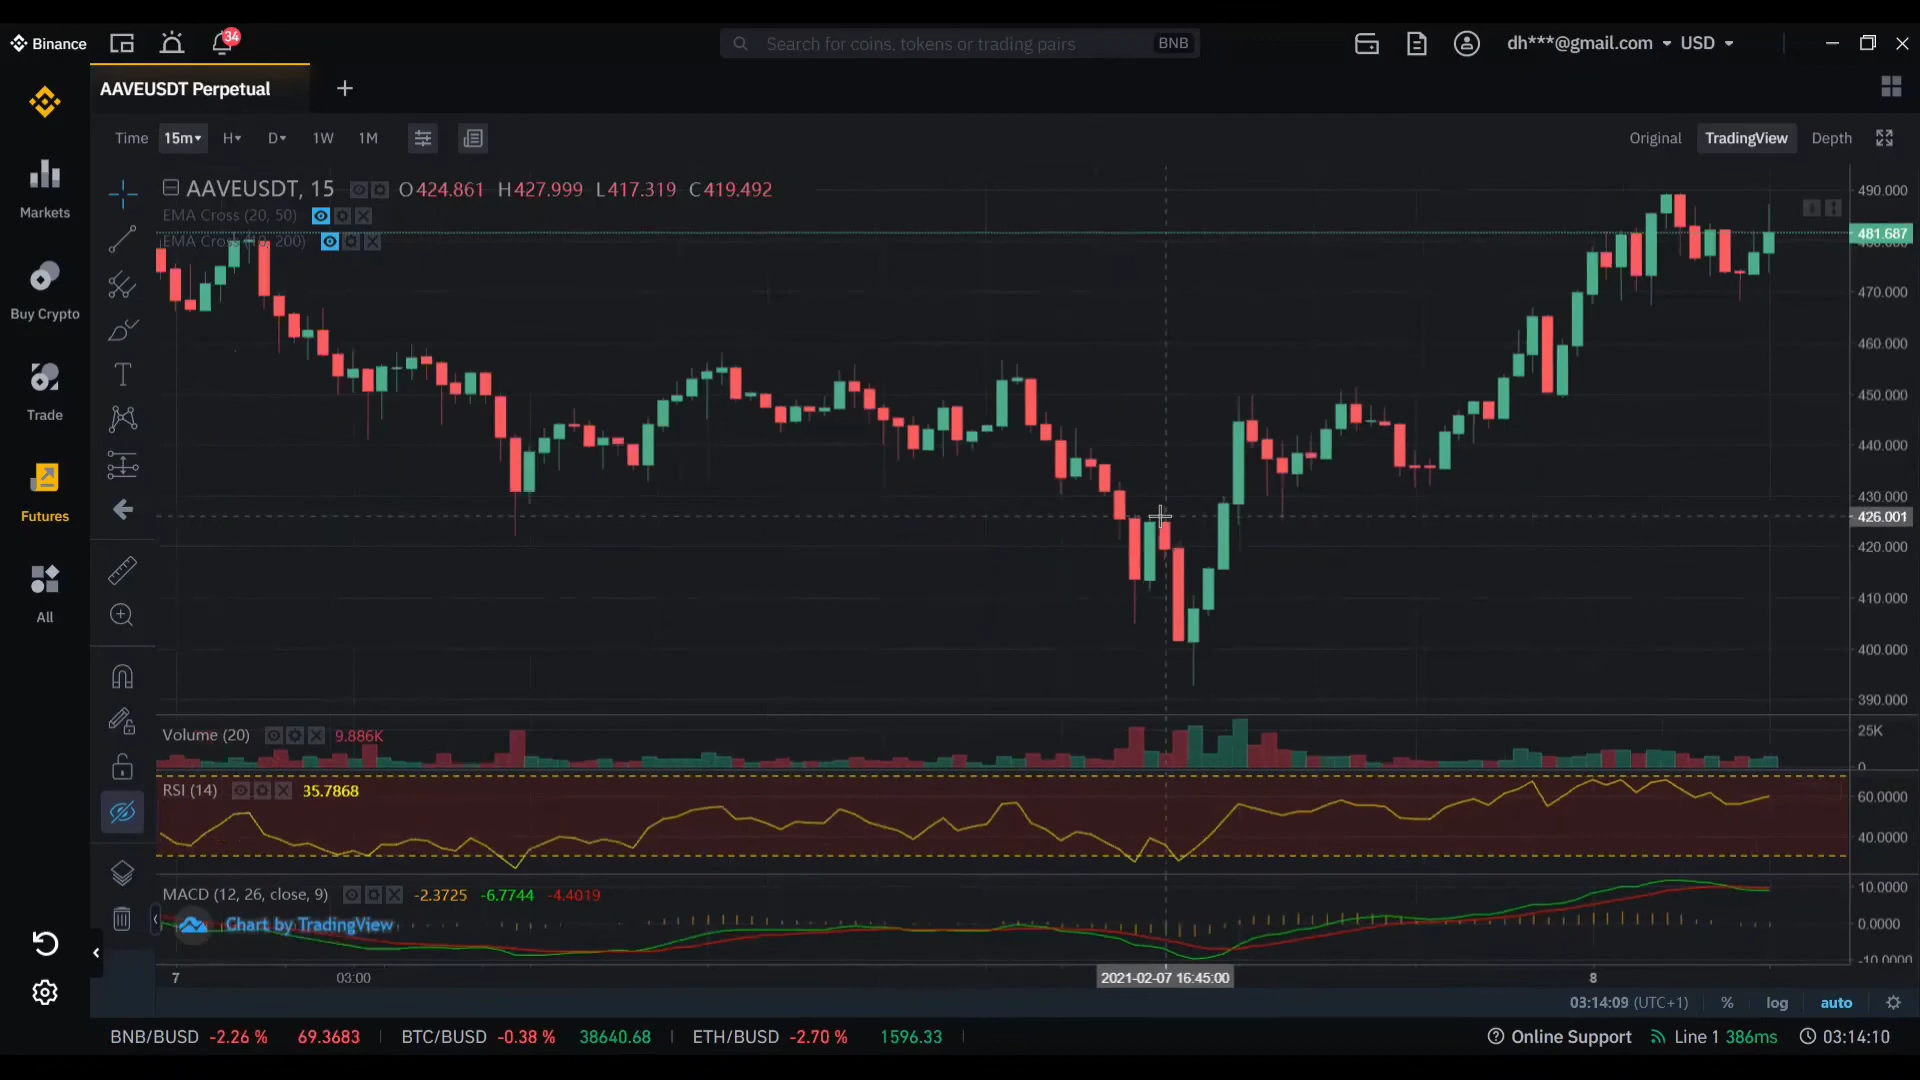 Binance 34 Search for coins, tokens or trading pairs BNB dh***@gmail.com USD
AAVEUSDT Perpetual +
Time 15m H D 1W 1M Original TradingView Depth
AAVEUSDT, 15 O424.861 H427.999 L417.319 C419.492
EMA Cross (20, 50)
EMA Cross (10, 200)
490.000
481.687
470.000
460.000
450.000
440.000
430.000
426.001
420.000
410.000
400.000
390.000
Markets
Buy Crypto
Trade
Futures
All
Volume (20) 9.886K 25K
0
RSI (14) 35.7868 60.0000
40.0000
MACD (12, 26, close, 9) -2.3725 -6.7744 -4.4019 10.0000
Chart by TradingView 0.0000
-10.0000
7 03:00 2021-02-07 16:45:00 8
03:14:09 (UTC+1) % log auto
BNB/BUSD -2.26 % 69.3683 BTC/BUSD -0.38 % 38640.68 ETH/BUSD -2.70 % 1596.33 Online Support Line 1 386ms 03:14:10